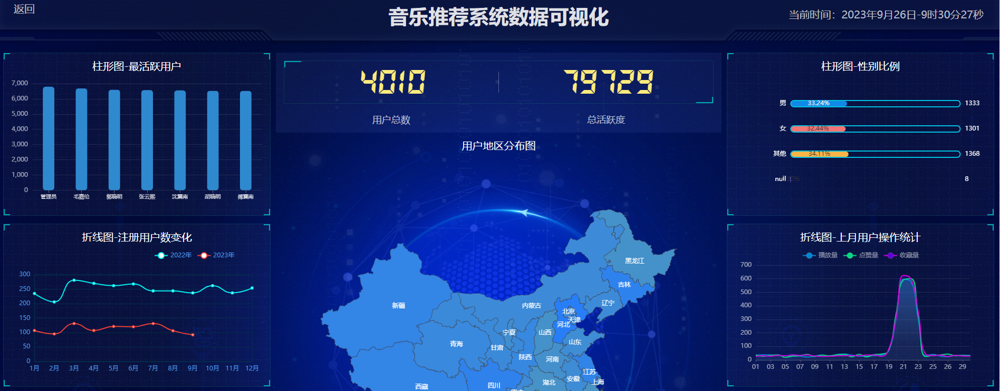 返回
音乐推荐系统数据可视化
当前时间：2023年9月26日-9时30分27秒
柱形图-最活跃用户
7,000
6,000
5,000
4,000
3,000
2,000
1,000
0
管理员 毛嘉伦 郭晓明 张云熙 沈震南 胡晓明 傅震南
折线图-注册用户数变化
2022年 2023年
300
250
200
150
100
50
0
1月 2月 3月 4月 5月 6月 7月 8月 9月 10月 11月 12月
4010 79729
用户总数 总活跃度
用户地区分布图
黑龙江
吉林
新疆 内蒙古 辽宁
北京
天津
河北
宁夏 山西
青海 甘肃 山东
陕西 河南
江苏
安徽
湖北 上海
西藏 四川
柱形图-性别比例
男 33.24% 1333
女 32.44% 1301
其他 34.11% 1368
null 8
折线图-上月用户操作统计
播放量 点赞量 收藏量
700
600
500
400
300
200
100
0
01 03 05 07 09 11 13 15 17 19 21 23 25 27 29